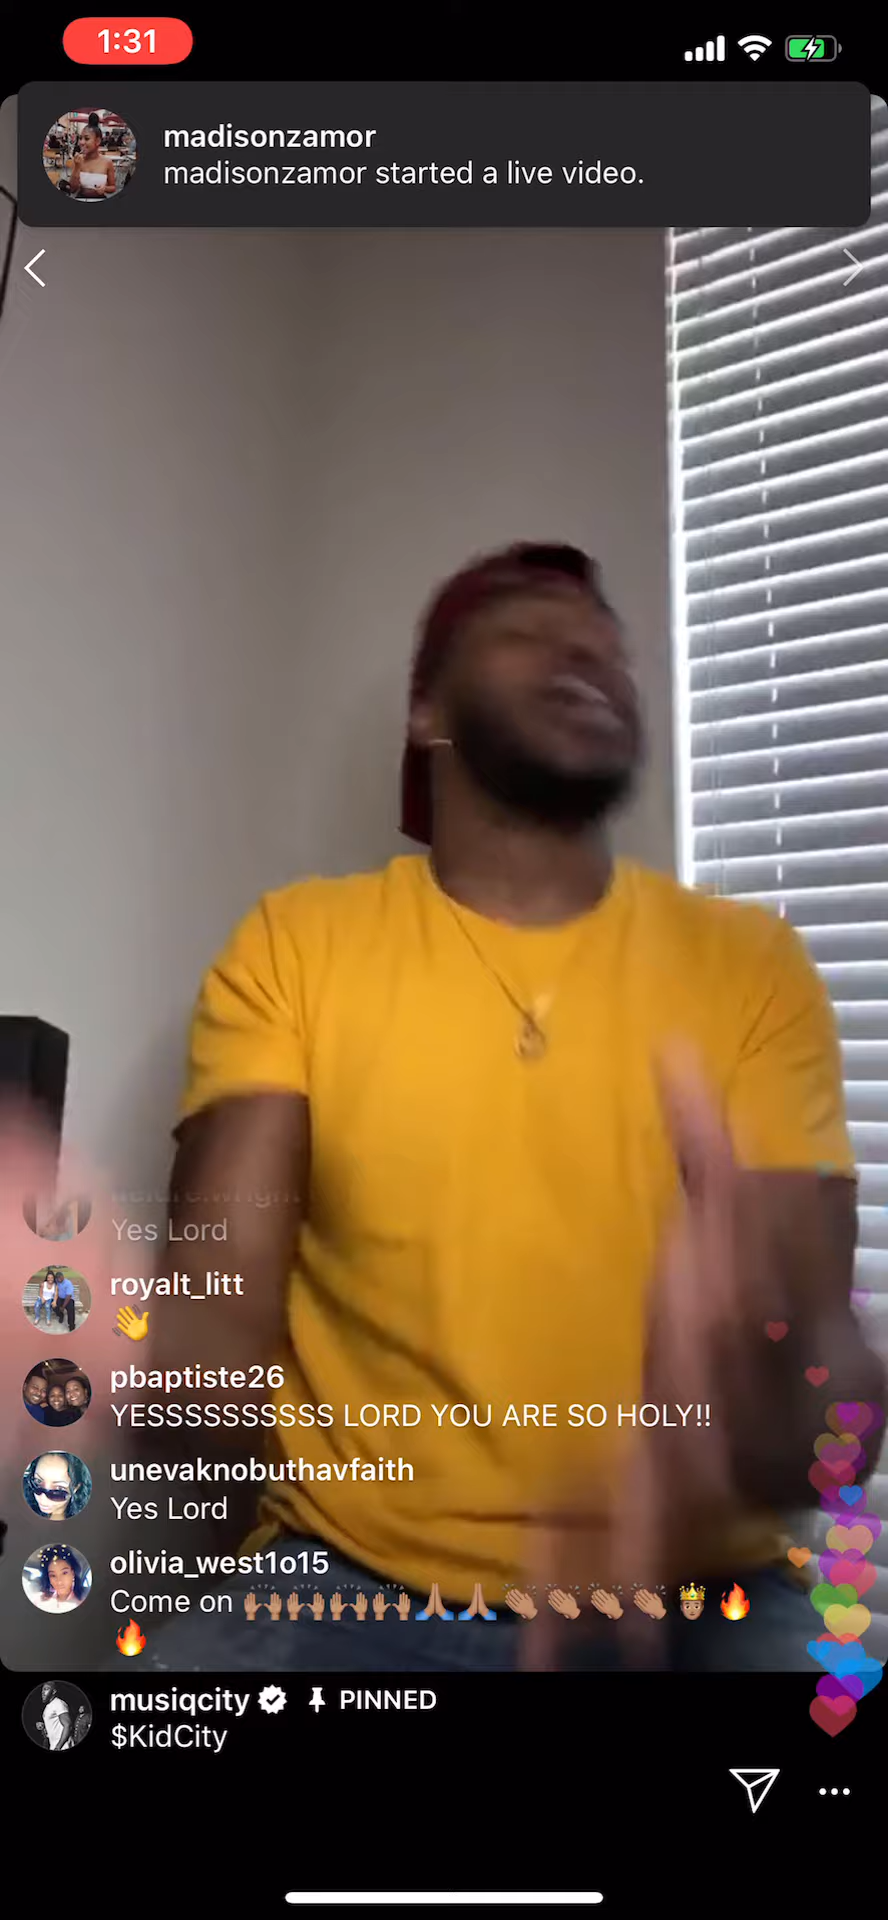 1:31
madisonzamor
madisonzamor started a live video.
Yes Lord
royalt_litt
👋
pbaptiste26
YESSSSSSSSSS LORD YOU ARE SO HOLY!!
unevaknobuthavfaith
Yes Lord
olivia_west1o15
Come on 🙌🏽🙌🏽🙌🏽🙌🏽🙏🏽🙏🏽👏🏽👏🏽👏🏽👏🏽🤴🏽🔥
🔥
musiqcity PINNED
$KidCity